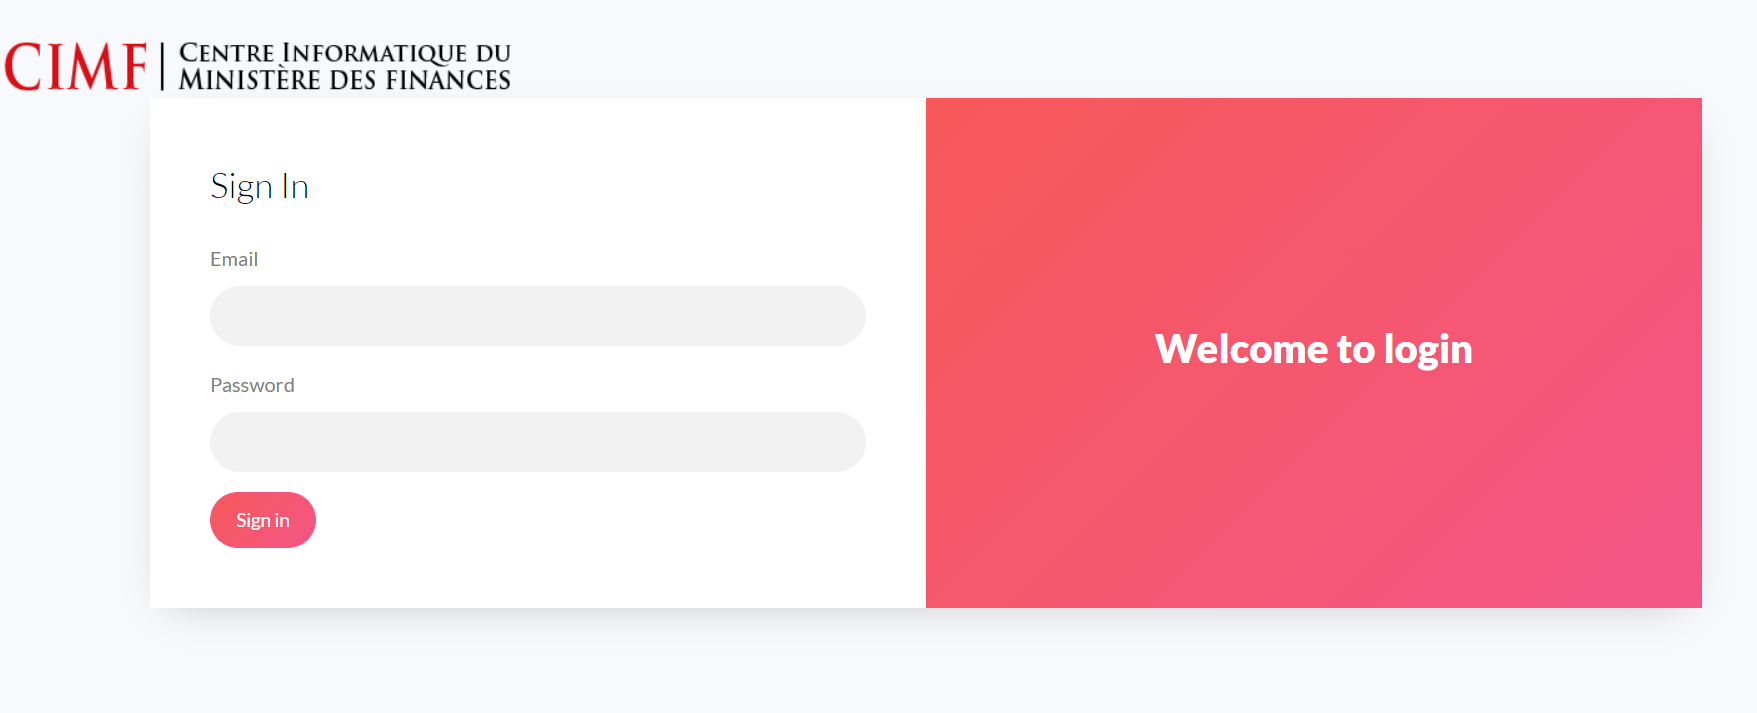 CIMF | Centre Informatique du
Ministère des finances
Sign In
Email
Password
Sign in
Welcome to login